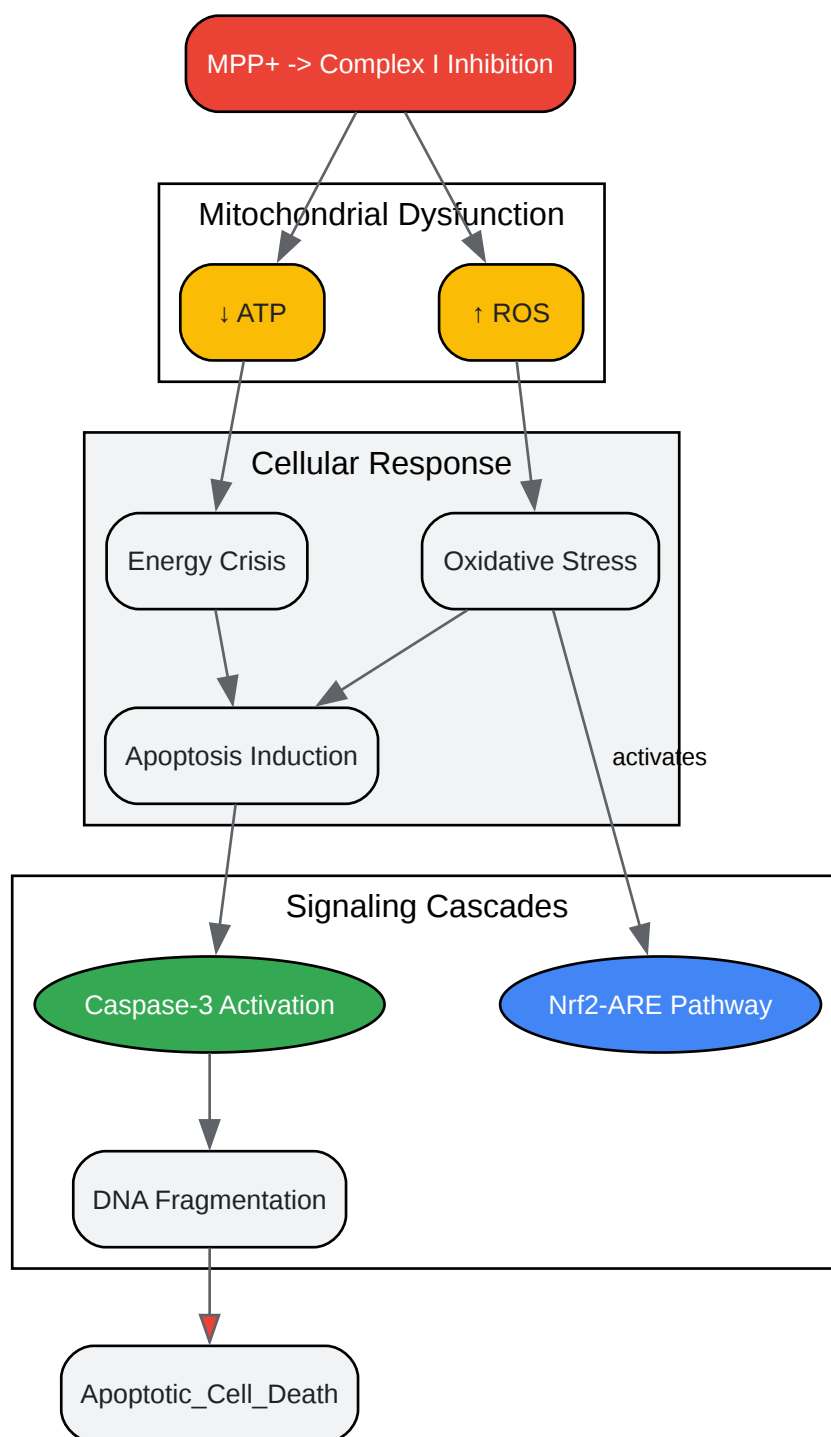 MPP+ -> Complex I Inhibition
Mitochondrial Dysfunction
↓ ATP
↑ ROS
Cellular Response
Energy Crisis
Oxidative Stress
Apoptosis Induction
activates
Signaling Cascades
Caspase-3 Activation
Nrf2-ARE Pathway
DNA Fragmentation
Apoptotic_Cell_Death